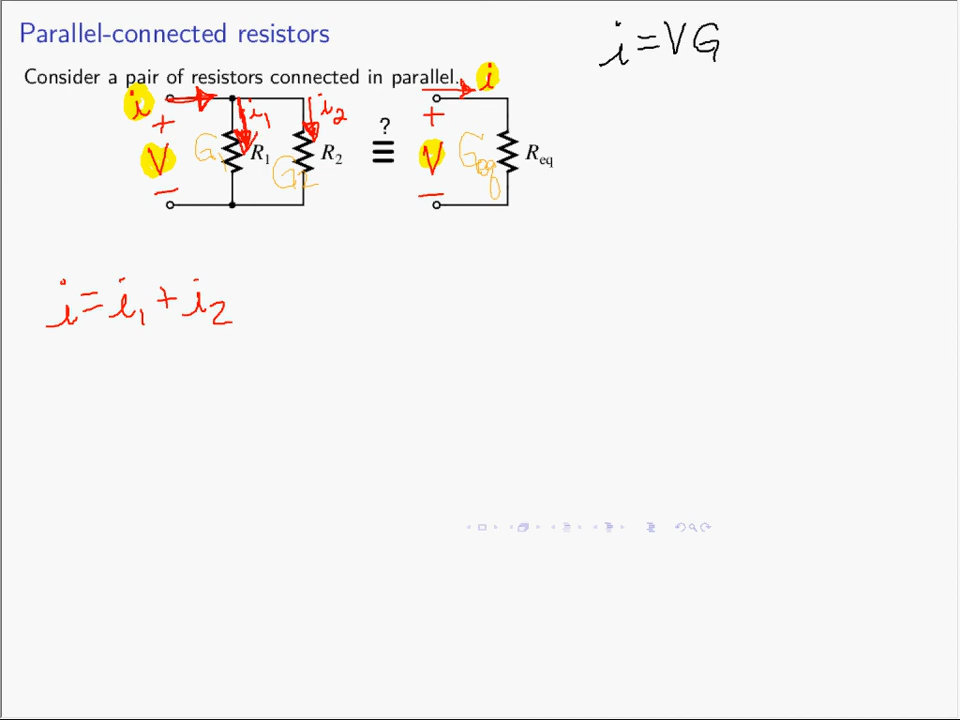 Parallel-connected resistors
i = V G
Consider a pair of resistors connected in parallel.
i
i
i1
i2
+
+
?
V
G1
R1
G2
R2
≡
V
Geq
Req
−
−
i = i1 + i2